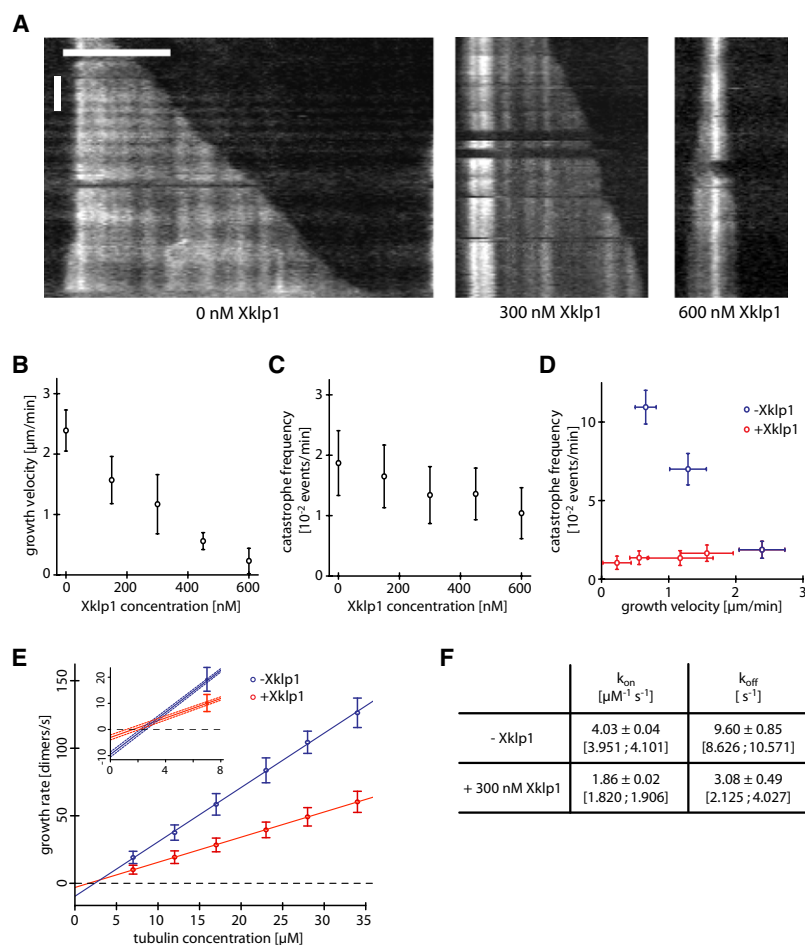 A
0 nM Xklp1
300 nM Xklp1
600 nM Xklp1
B
growth velocity [µm/min]
3
2
1
0
0
200
400
600
Xklp1 concentration [nM]
C
catastrophe frequency
[10⁻² events/min]
3
2
1
0
0
200
400
600
Xklp1 concentration [nM]
D
catastrophe frequency
[10⁻² events/min]
10
5
0
0
1
2
3
growth velocity [µm/min]
-Xklp1
+Xklp1
E
growth rate [dimers/s]
150
100
50
0
0
5
10
15
20
25
30
35
tubulin concentration [µM]
20
10
0
-10
0
2
4
6
8
-Xklp1
+Xklp1
F
kon koff
[µM⁻¹ s⁻¹] [ s⁻¹]
- Xklp1 4.03 ± 0.04 9.60 ± 0.85
[3.951 ; 4.101] [8.626 ; 10.571]
+ 300 nM Xklp1 1.86 ± 0.02 3.08 ± 0.49
[1.820 ; 1.906] [2.125 ; 4.027]